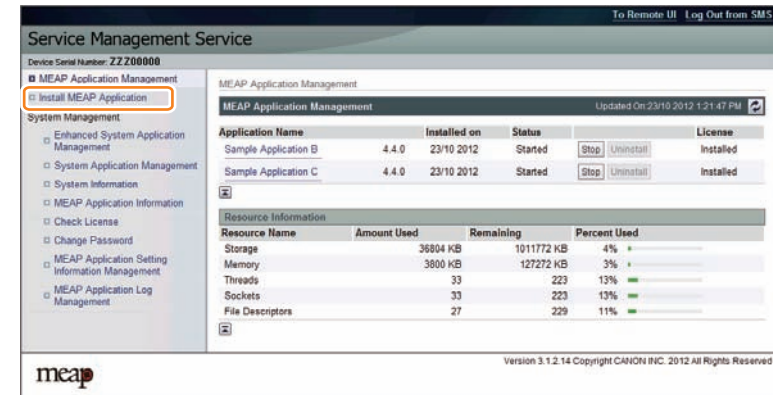 To Remote UI Log Out from SMS
Service Management Service
Device Serial Number: ZZZ00000
MEAP Application Management
Install MEAP Application
System Management
Enhanced System Application
Management
System Application Management
System Information
MEAP Application Information
Check License
Change Password
MEAP Application Setting
Information Management
MEAP Application Log
Management
MEAP Application Management
MEAP Application Management Updated On:23/10 2012 1:21:47 PM
Application Name Installed on Status License
Sample Application B 4.4.0 23/10 2012 Started Stop Uninstall Installed
Sample Application C 4.4.0 23/10 2012 Started Stop Uninstall Installed
Resource Information
Resource Name Amount Used Remaining Percent Used
Storage 36804 KB 1011772 KB 4%
Memory 3800 KB 127272 KB 3%
Threads 33 223 13%
Sockets 33 223 13%
File Descriptors 27 229 11%
Version 3.1.2.14 Copyright CANON INC. 2012 All Rights Reserved
meap